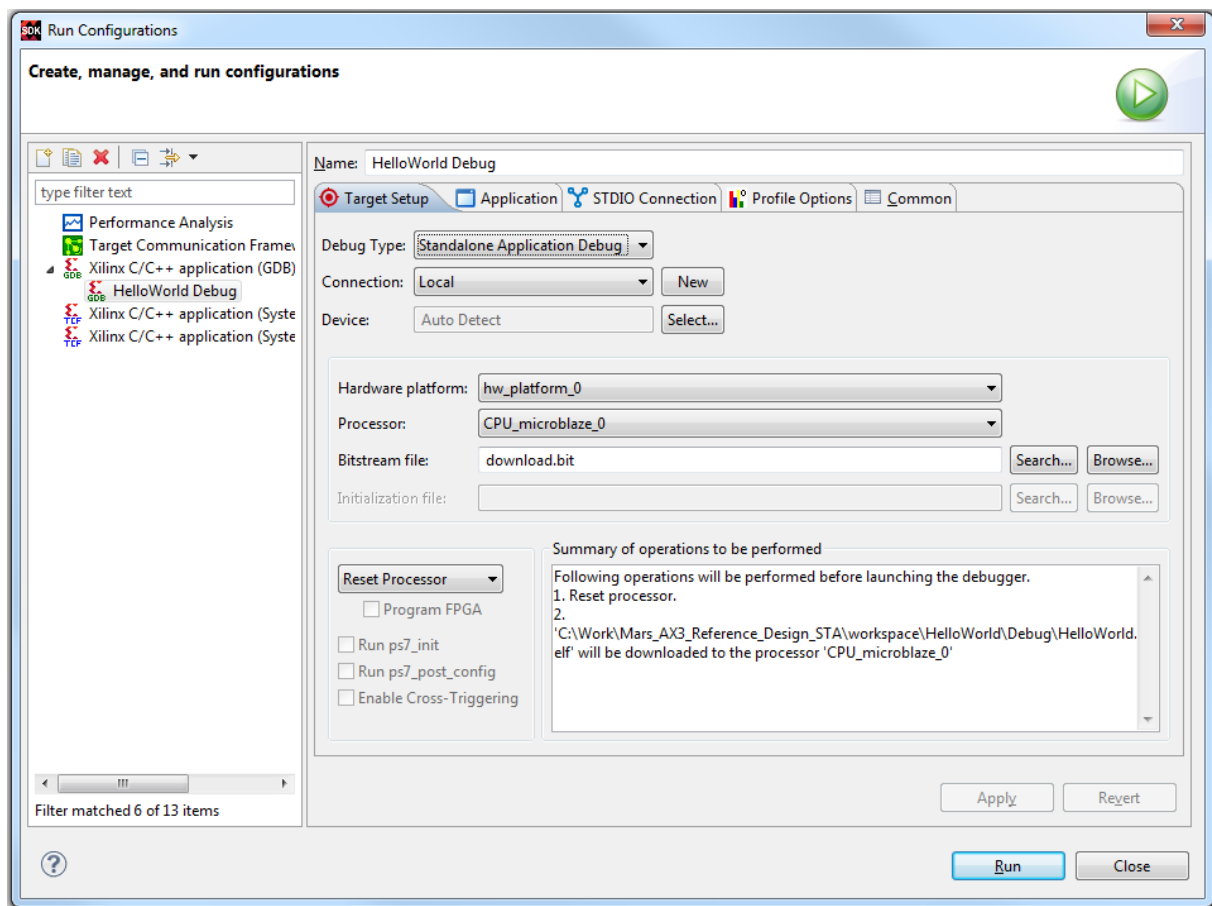 SDK Run Configurations
Create, manage, and run configurations
type filter text
Performance Analysis
Target Communication Framew
Xilinx C/C++ application (GDB)
HelloWorld Debug
Xilinx C/C++ application (Syste
Xilinx C/C++ application (Syste
Filter matched 6 of 13 items
Name: HelloWorld Debug
Target Setup Application STDIO Connection Profile Options Common
Debug Type: Standalone Application Debug
Connection: Local New
Device: Auto Detect Select...
Hardware platform: hw_platform_0
Processor: CPU_microblaze_0
Bitstream file: download.bit Search... Browse...
Initialization file: Search... Browse...
Reset Processor
Program FPGA
Run ps7_init
Run ps7_post_config
Enable Cross-Triggering
Summary of operations to be performed
Following operations will be performed before launching the debugger.
1. Reset processor.
2.
'C:\Work\Mars_AX3_Reference_Design_STA\workspace\HelloWorld\Debug\HelloWorld.
elf' will be downloaded to the processor 'CPU_microblaze_0'
Apply Revert
? Run Close